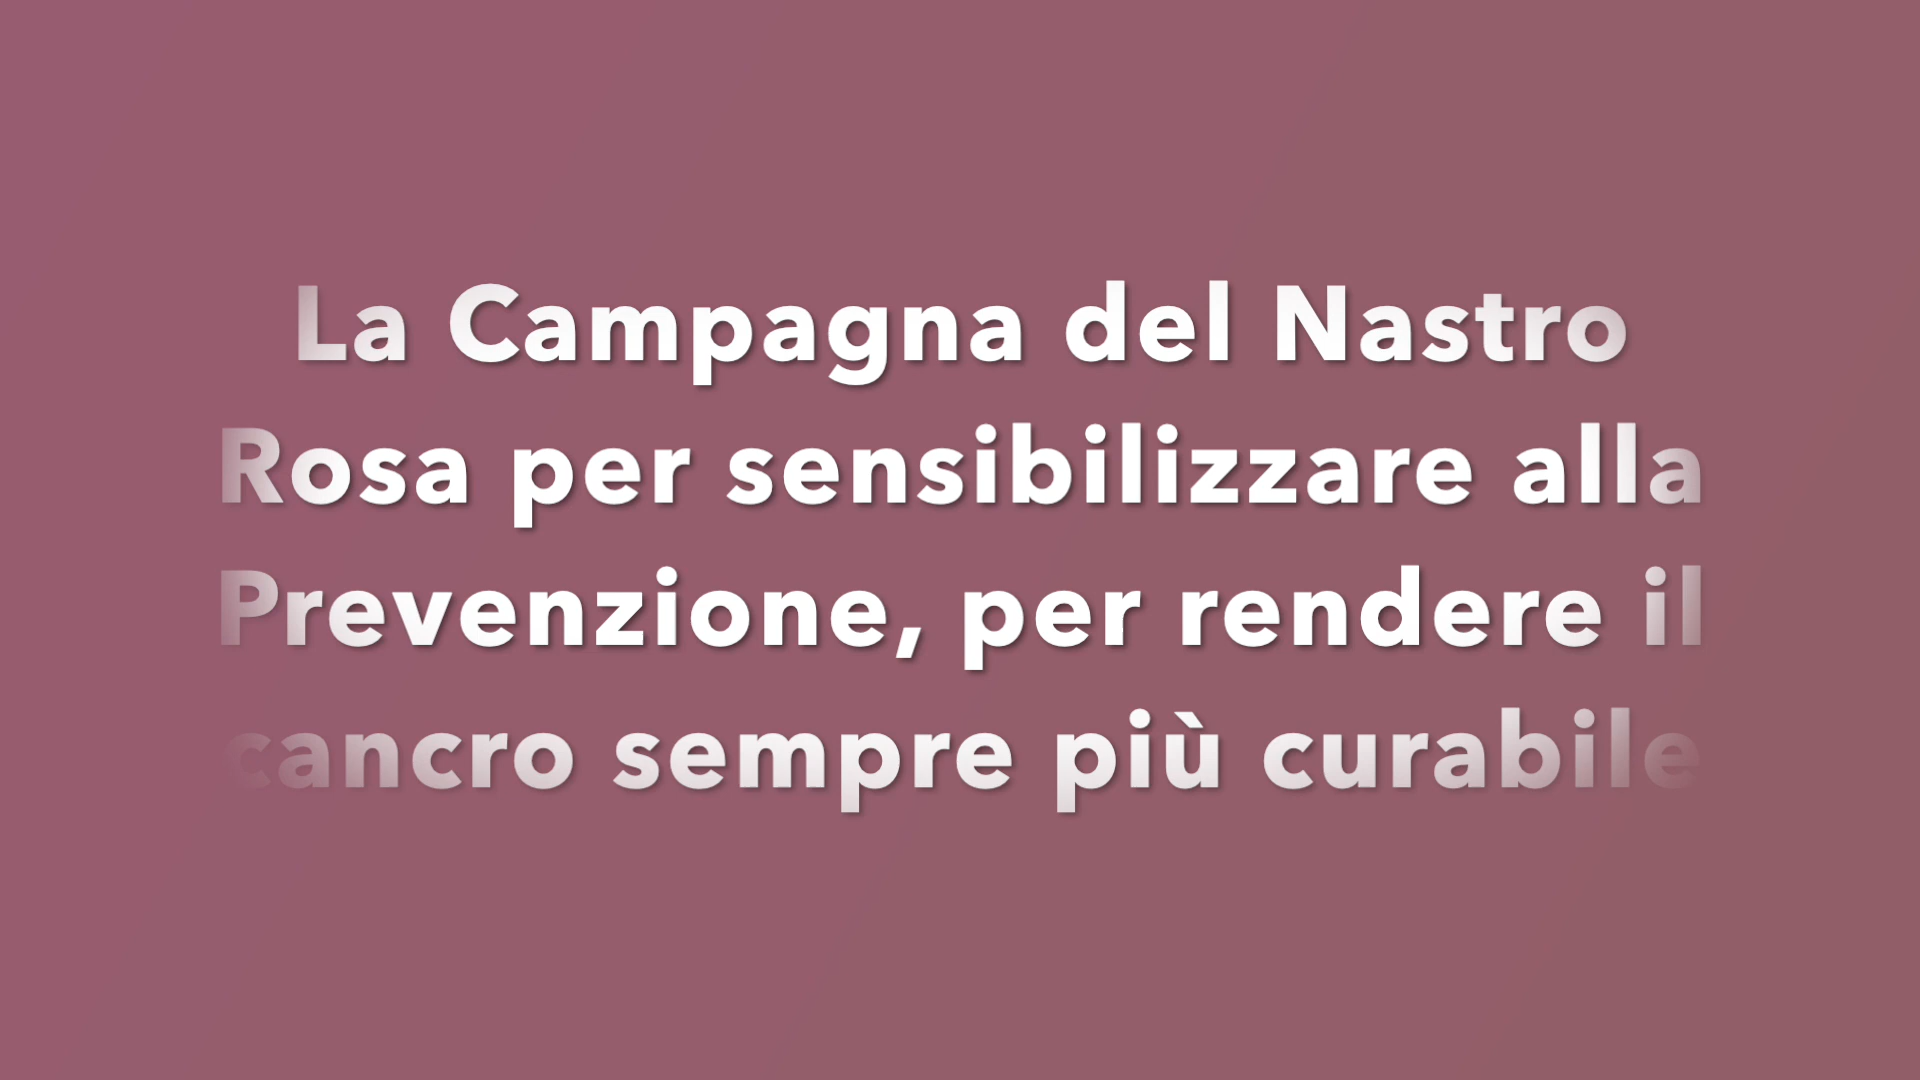 La Campagna del Nastro
Rosa per sensibilizzare alla
Prevenzione, per rendere il
cancro sempre più curabile